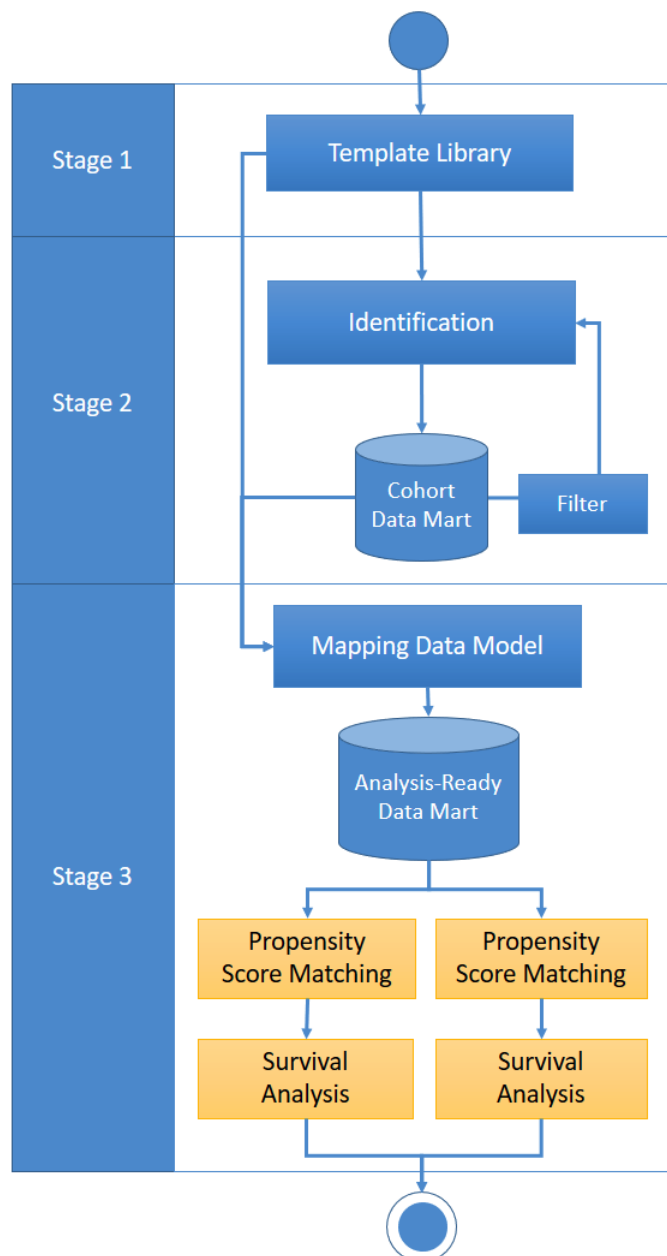 Stage 1
Template Library
Stage 2
Identification
Cohort
Data Mart
Filter
Stage 3
Mapping Data Model
Analysis-Ready
Data Mart
Propensity
Score Matching
Propensity
Score Matching
Survival
Analysis
Survival
Analysis